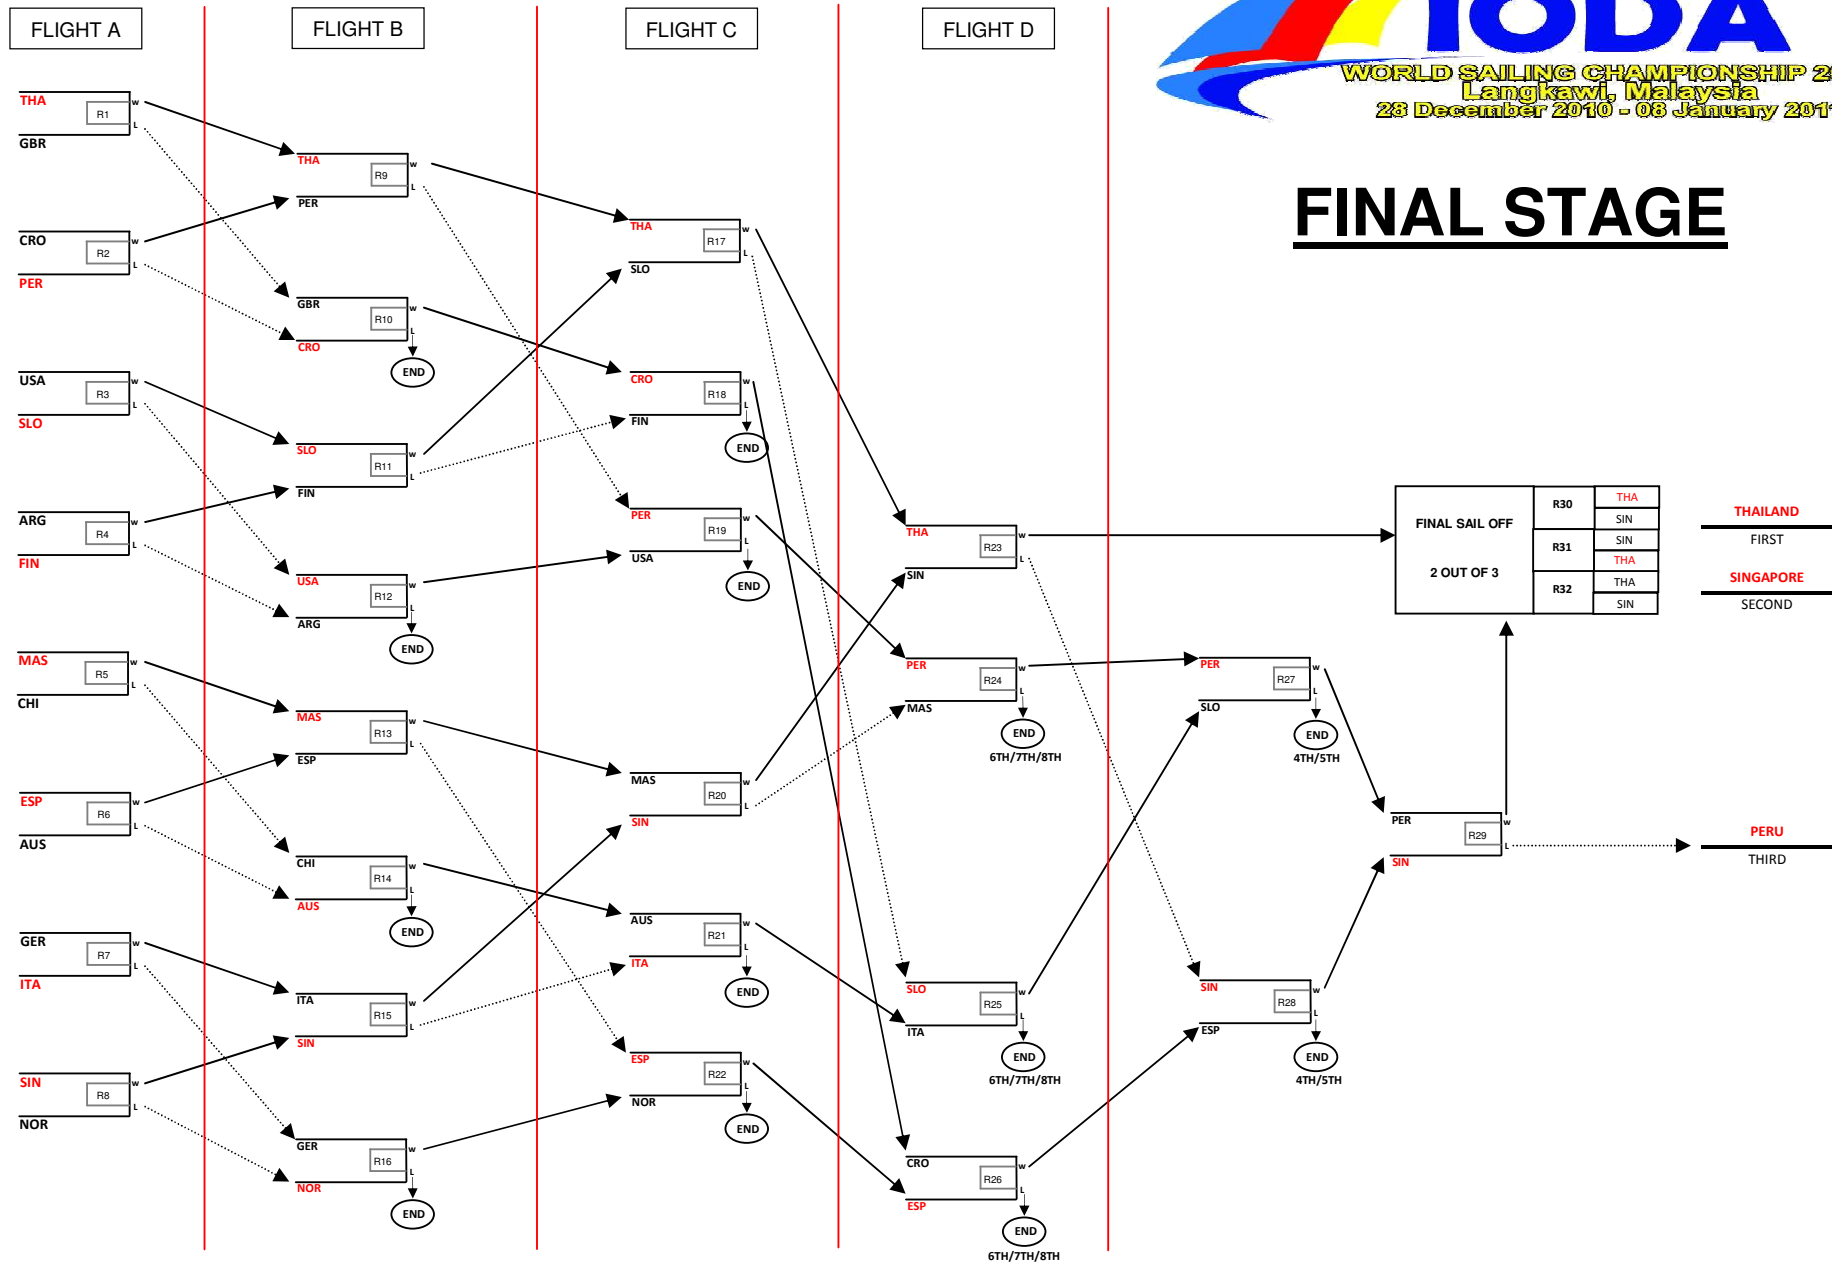 FLIGHT A
FLIGHT B
FLIGHT C
FLIGHT D
IODA
WORLD SAILING CHAMPIONSHIP 2
Langkawi, Malaysia
28 December 2010 - 08 January 201
FINAL STAGE
THA
R1
W
L
GBR
CRO
R2
W
L
PER
USA
R3
W
L
SLO
ARG
R4
W
L
FIN
MAS
R5
W
L
CHI
ESP
R6
W
L
AUS
GER
R7
W
L
ITA
SIN
R8
W
L
NOR
THA
R9
W
L
PER
GBR
R10
W
L
CRO
END
SLO
R11
W
L
FIN
USA
R12
W
L
ARG
END
MAS
R13
W
L
ESP
CHI
R14
W
L
AUS
END
ITA
R15
W
L
SIN
GER
R16
W
L
NOR
END
THA
R17
W
L
SLO
CRO
R18
W
L
FIN
END
PER
R19
W
L
USA
END
MAS
R20
W
L
SIN
AUS
R21
W
L
ITA
END
ESP
R22
W
L
NOR
END
THA
R23
W
L
SIN
PER
R24
W
L
MAS
END
6TH/7TH/8TH
SLO
R25
W
L
ITA
END
6TH/7TH/8TH
CRO
R26
W
L
ESP
END
6TH/7TH/8TH
PER
R27
W
L
SLO
END
4TH/5TH
SIN
R28
W
L
ESP
END
4TH/5TH
PER
R29
W
L
SIN
FINAL SAIL OFF
2 OUT OF 3
R30
THA
SIN
R31
SIN
THA
R32
THA
SIN
THAILAND
FIRST
SINGAPORE
SECOND
PERU
THIRD